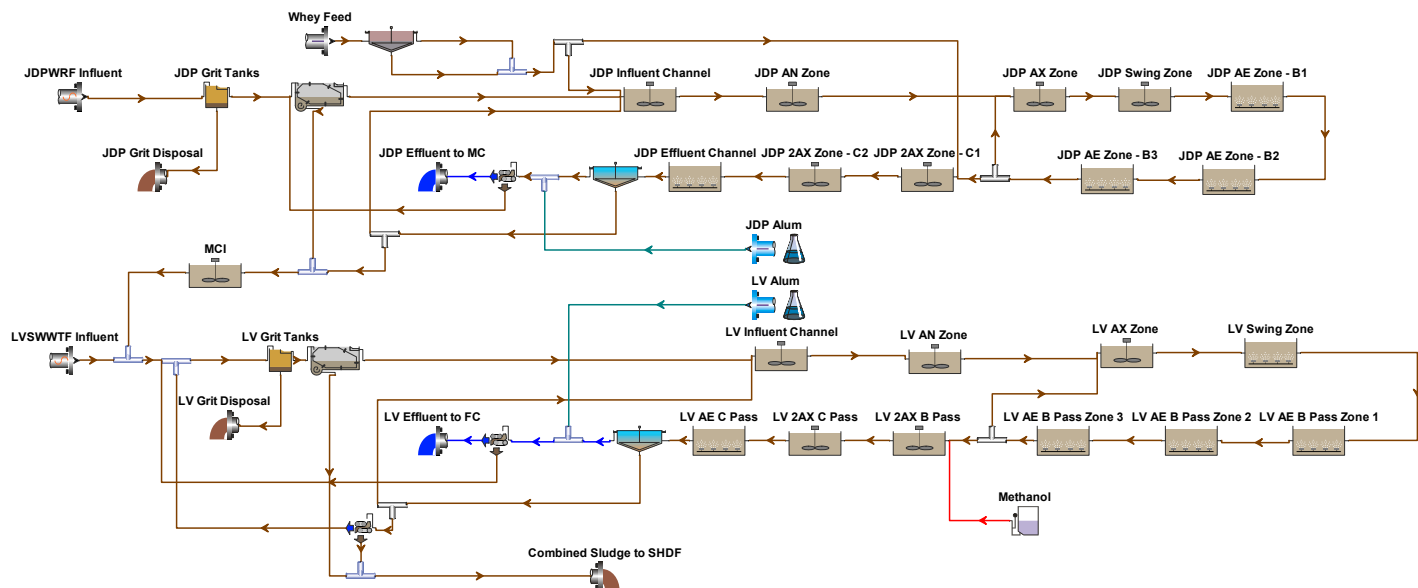 Whey Feed
JDPWRF Influent
JDP Grit Tanks
JDP Influent Channel
JDP AN Zone
JDP AX Zone
JDP Swing Zone
JDP AE Zone - B1
JDP Grit Disposal
JDP Effluent to MC
JDP Effluent Channel
JDP 2AX Zone - C2
JDP 2AX Zone - C1
JDP AE Zone - B3
JDP AE Zone - B2
JDP Alum
MCI
LV Alum
LVSWWTF Influent
LV Grit Tanks
LV Influent Channel
LV AN Zone
LV AX Zone
LV Swing Zone
LV Grit Disposal
LV Effluent to FC
LV AE C Pass
LV 2AX C Pass
LV 2AX B Pass
LV AE B Pass Zone 3
LV AE B Pass Zone 2
LV AE B Pass Zone 1
Methanol
Combined Sludge to SHDF